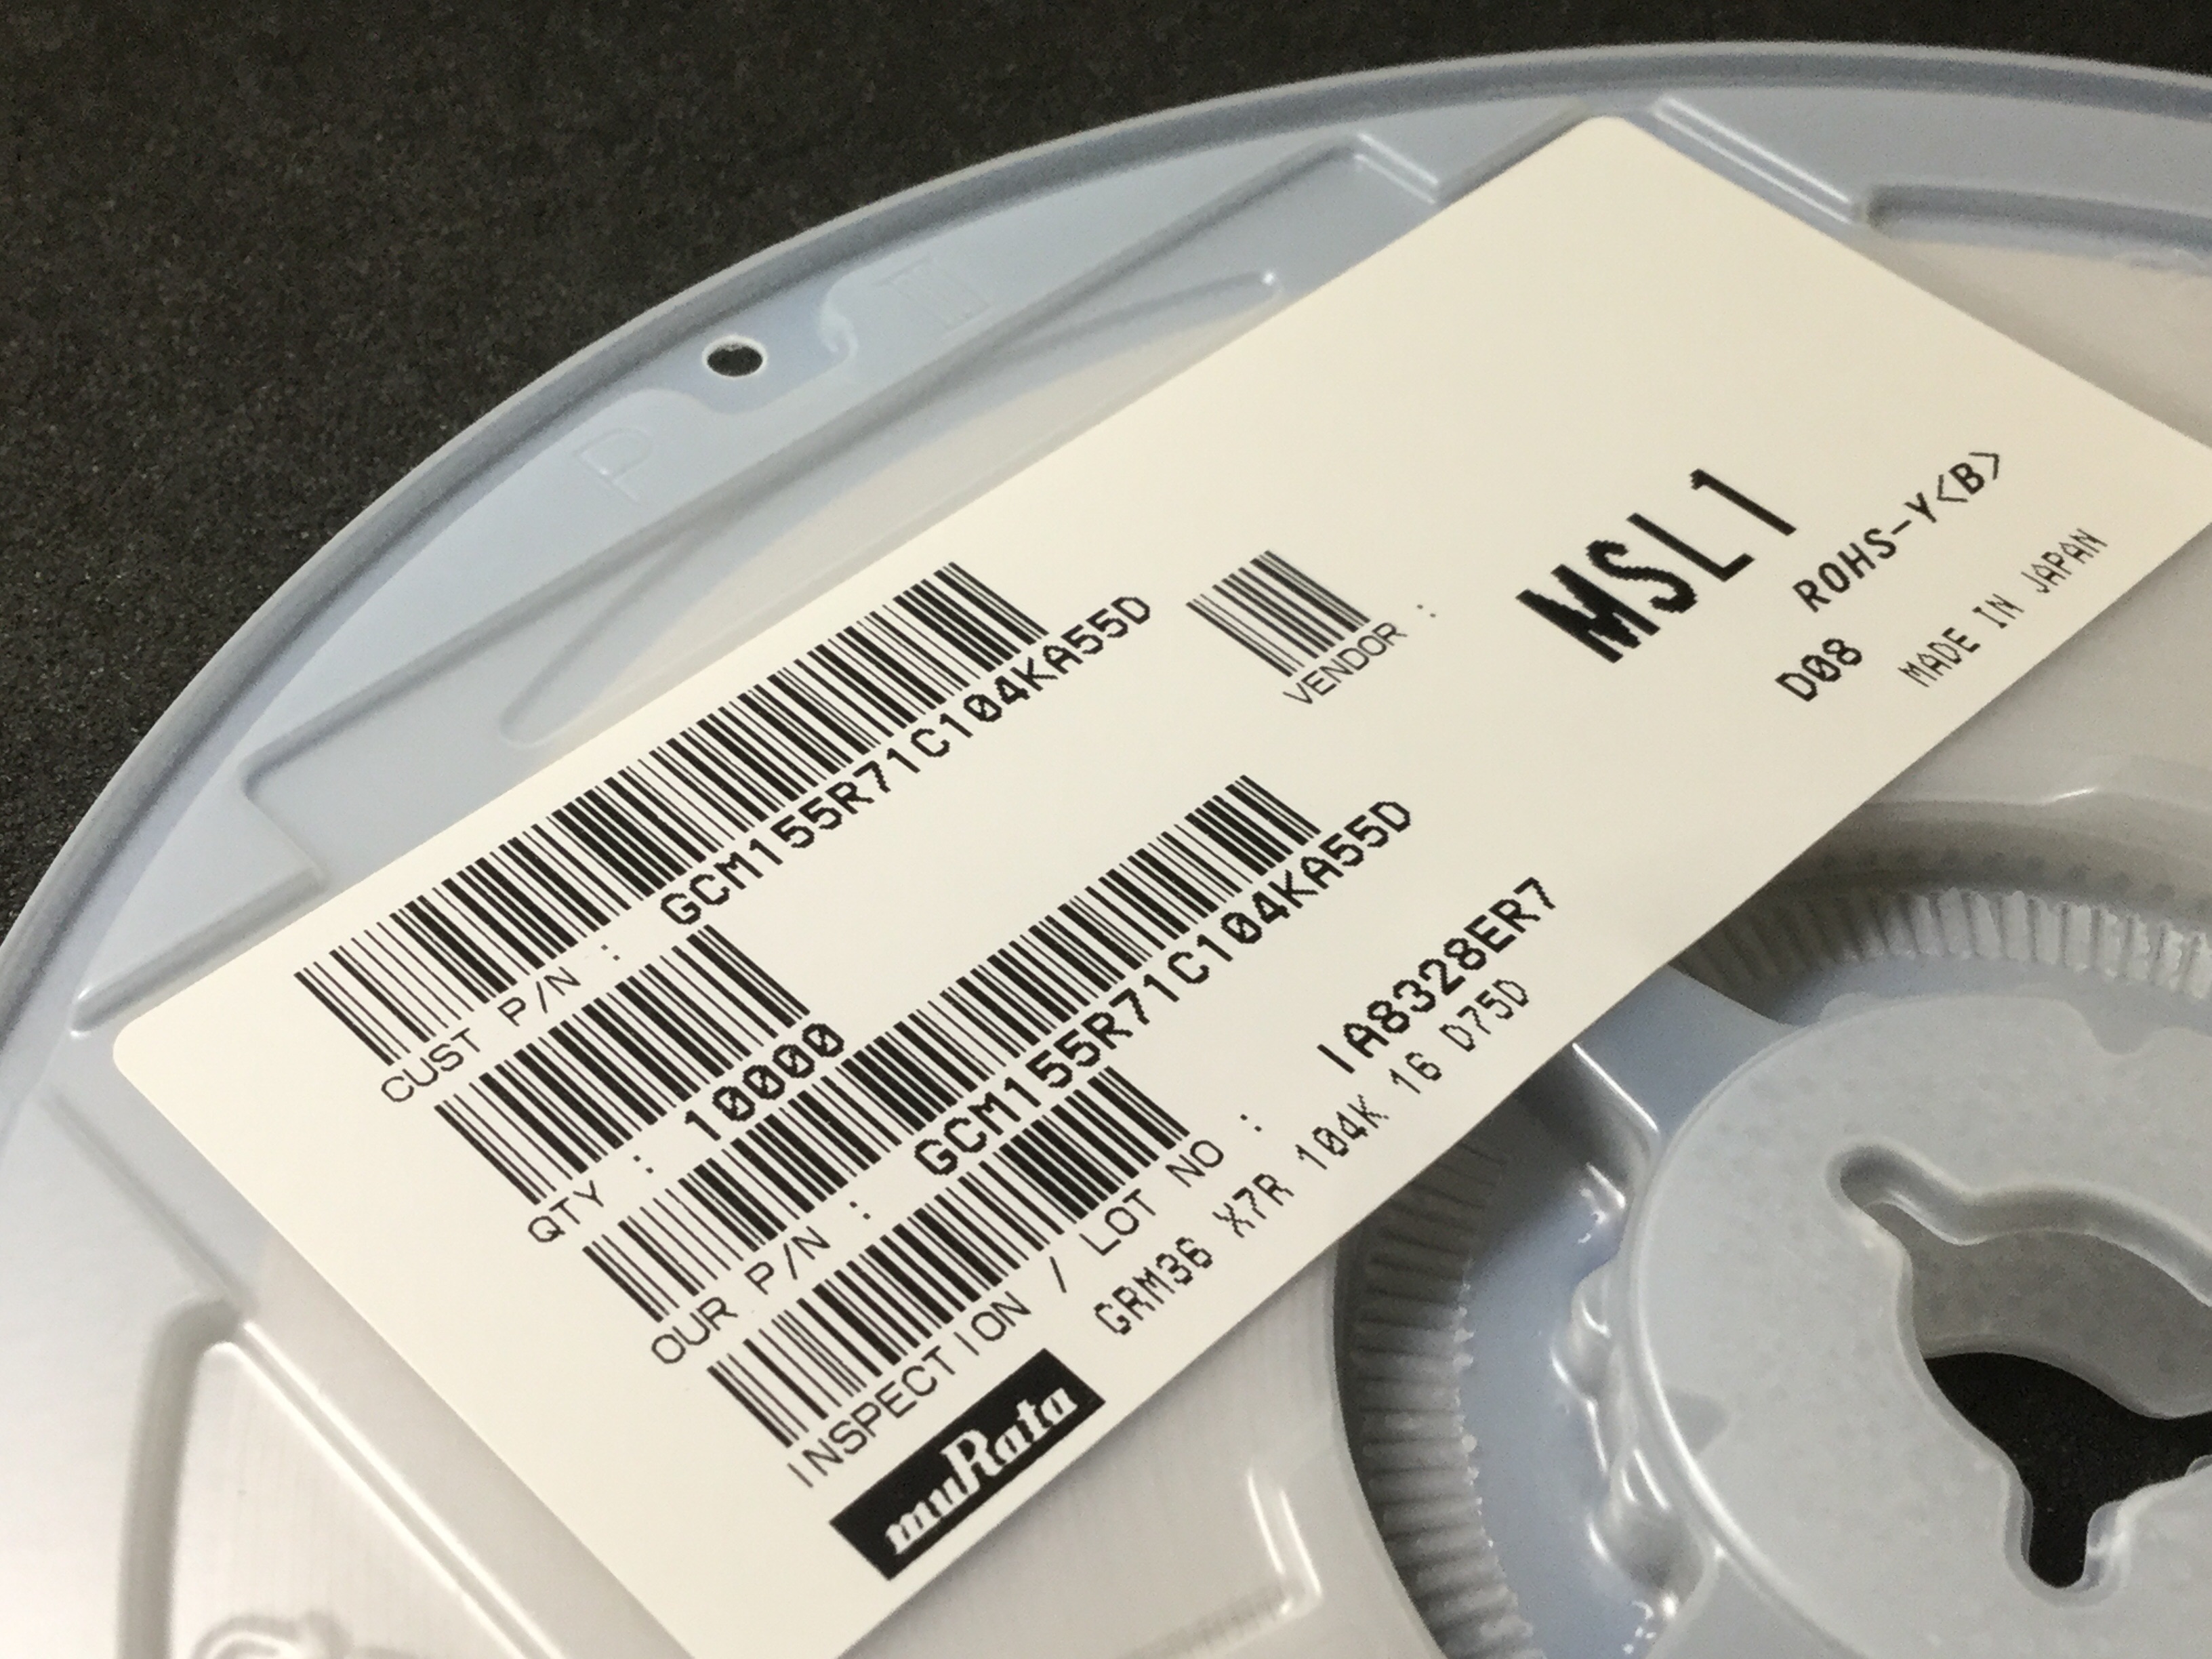 P
CUST P/N : GCM155R71C104KA55D
QTY : 10000
VENDOR :
OUR P/N : GCM155R71C104KA55D
MSL1
INSPECTION / LOT NO : IA8328ER7
ROHS-Y<B>
muRata
GRM36 X7R 104K 16 D75D
D08
MADE IN JAPAN